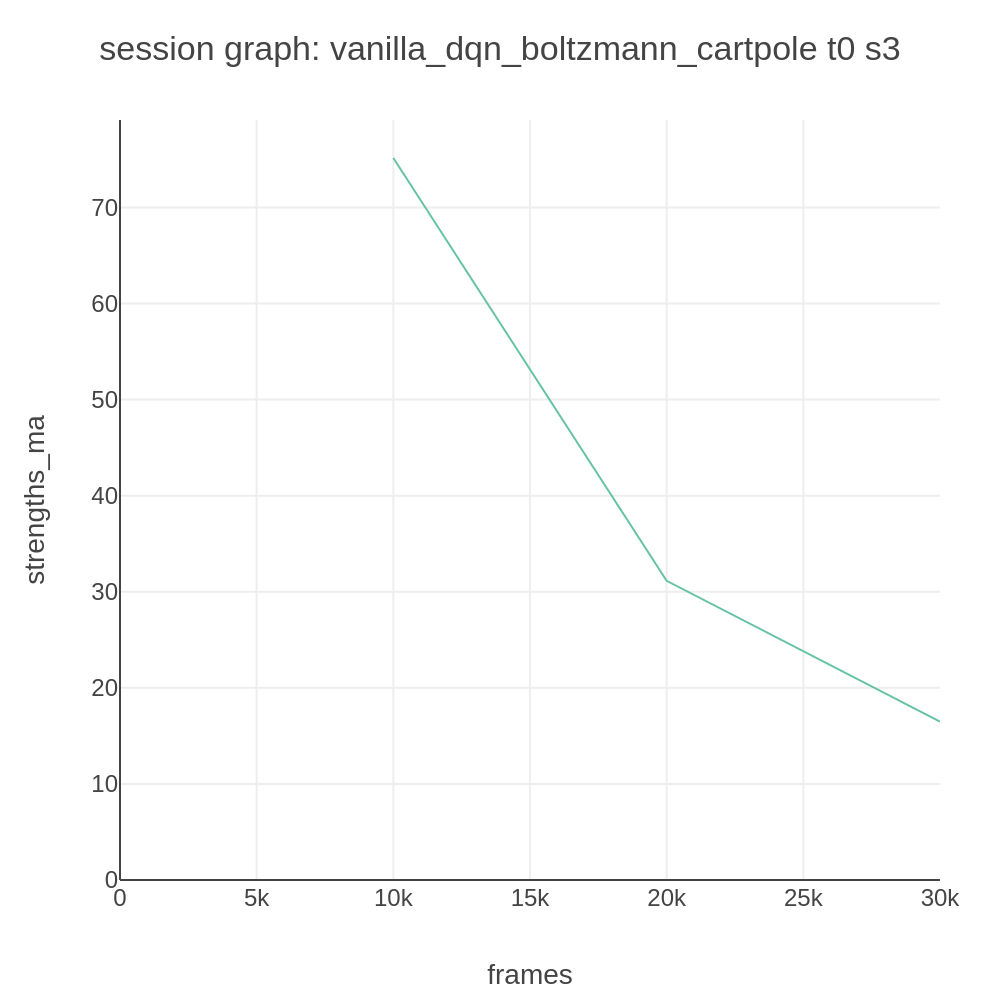 session graph: vanilla_dqn_boltzmann_cartpole t0 s3
strengths_ma
70
60
50
40
30
20
10
0
0 5k 10k 15k 20k 25k 30k
frames